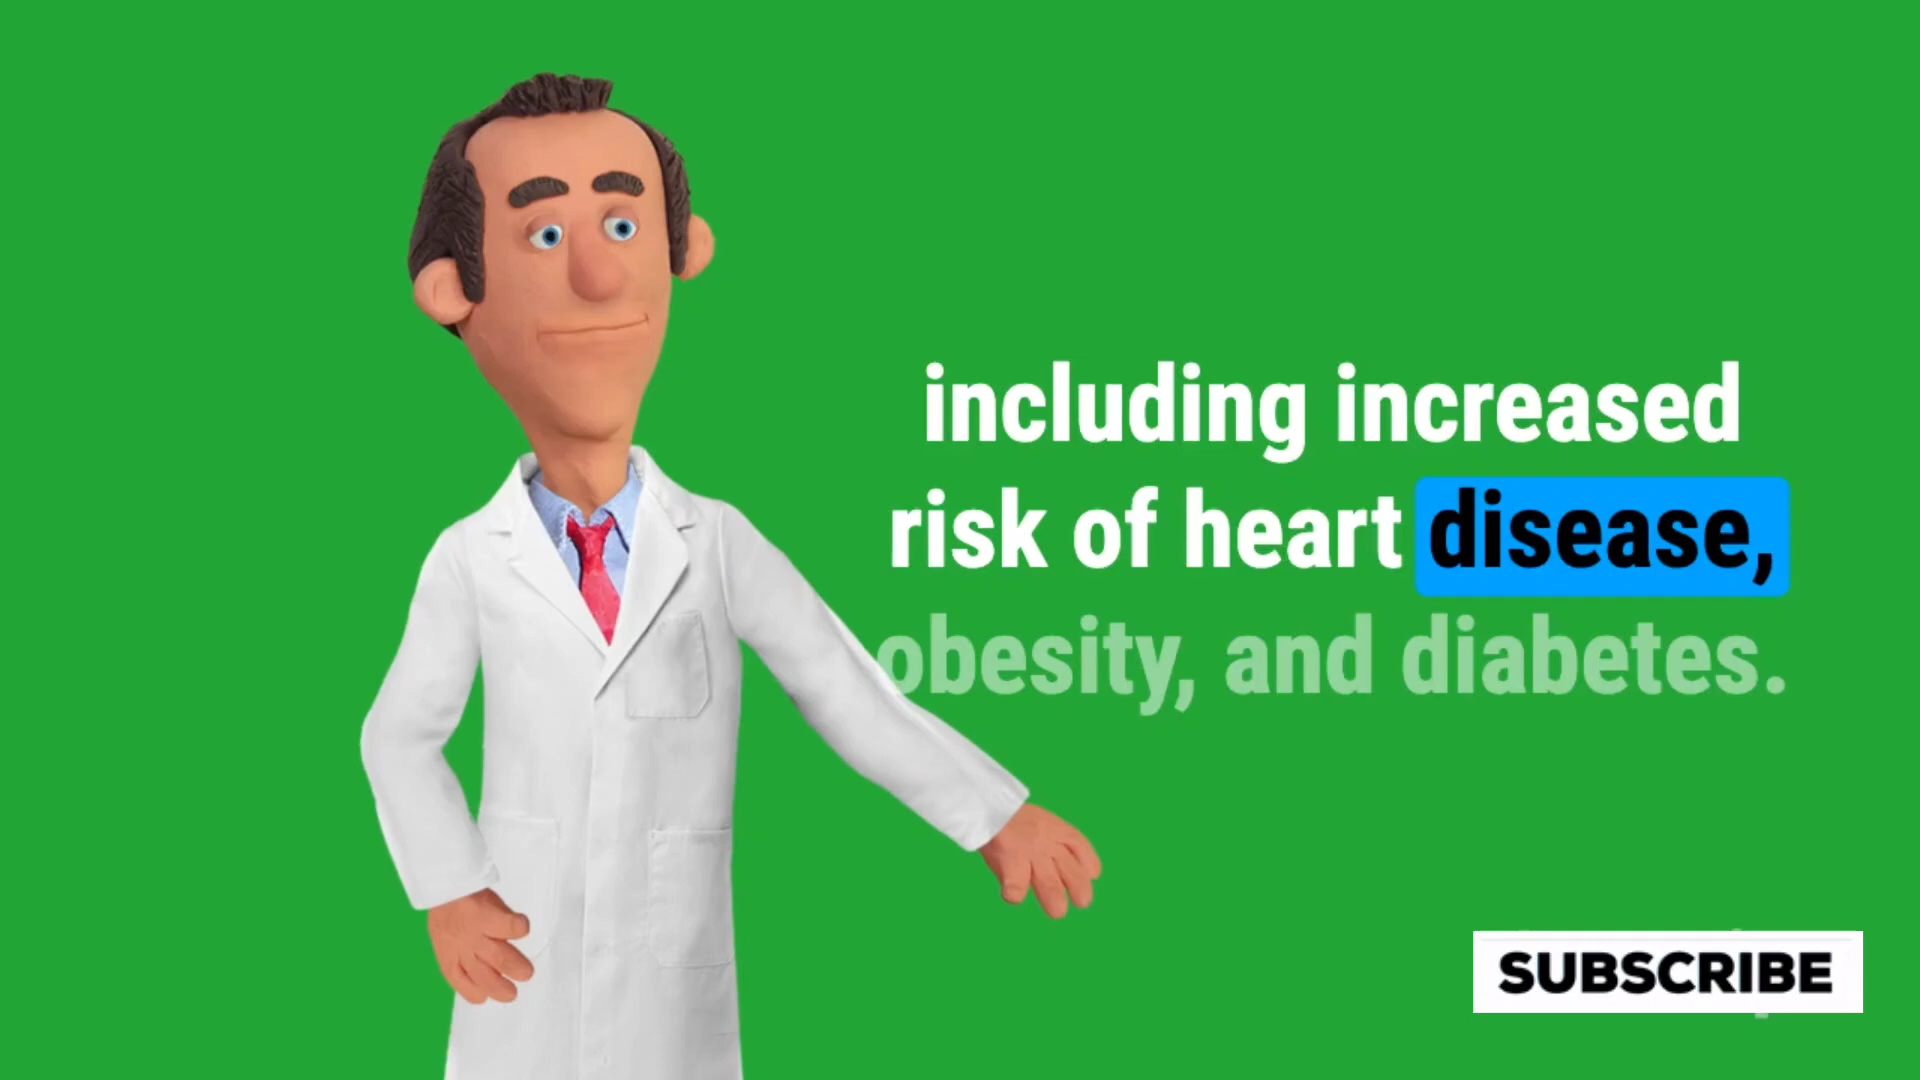 including increased
risk of heart disease,
obesity, and diabetes.
SUBSCRIBE